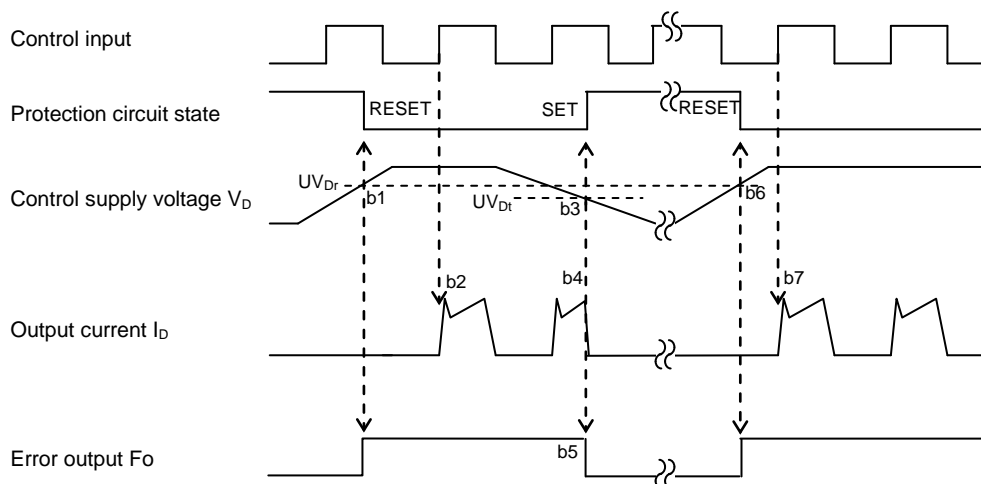 Control input
Protection circuit state
RESET
SET
RESET
Control supply voltage VD
UVDr
b1
UVDt
b3
b6
b2
b4
b7
Output current ID
Error output Fo
b5